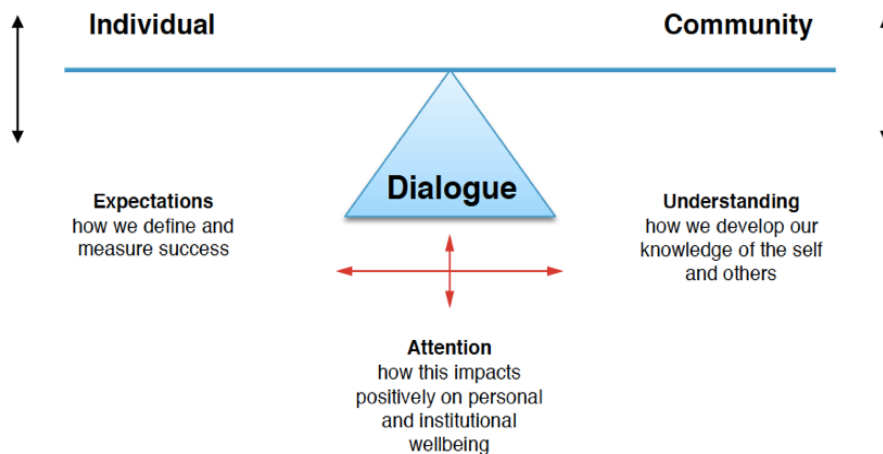 Individual
Community
Dialogue
Expectations
how we define and
measure success
Understanding
how we develop our
knowledge of the self
and others
Attention
how this impacts
positively on personal
and institutional
wellbeing